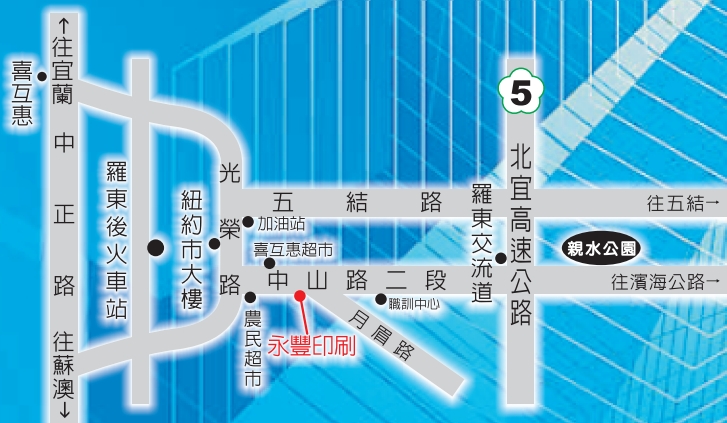 ↑往宜蘭
喜互惠
中正路
往蘇澳↓
羅東後火車站
紐約市大樓
光榮路
加油站
喜互惠超市
農民超市
永豐印刷
五結路
中山路二段
職訓中心
月眉路
羅東交流道
5
北宜高速公路
往五結→
親水公園
往濱海公路→